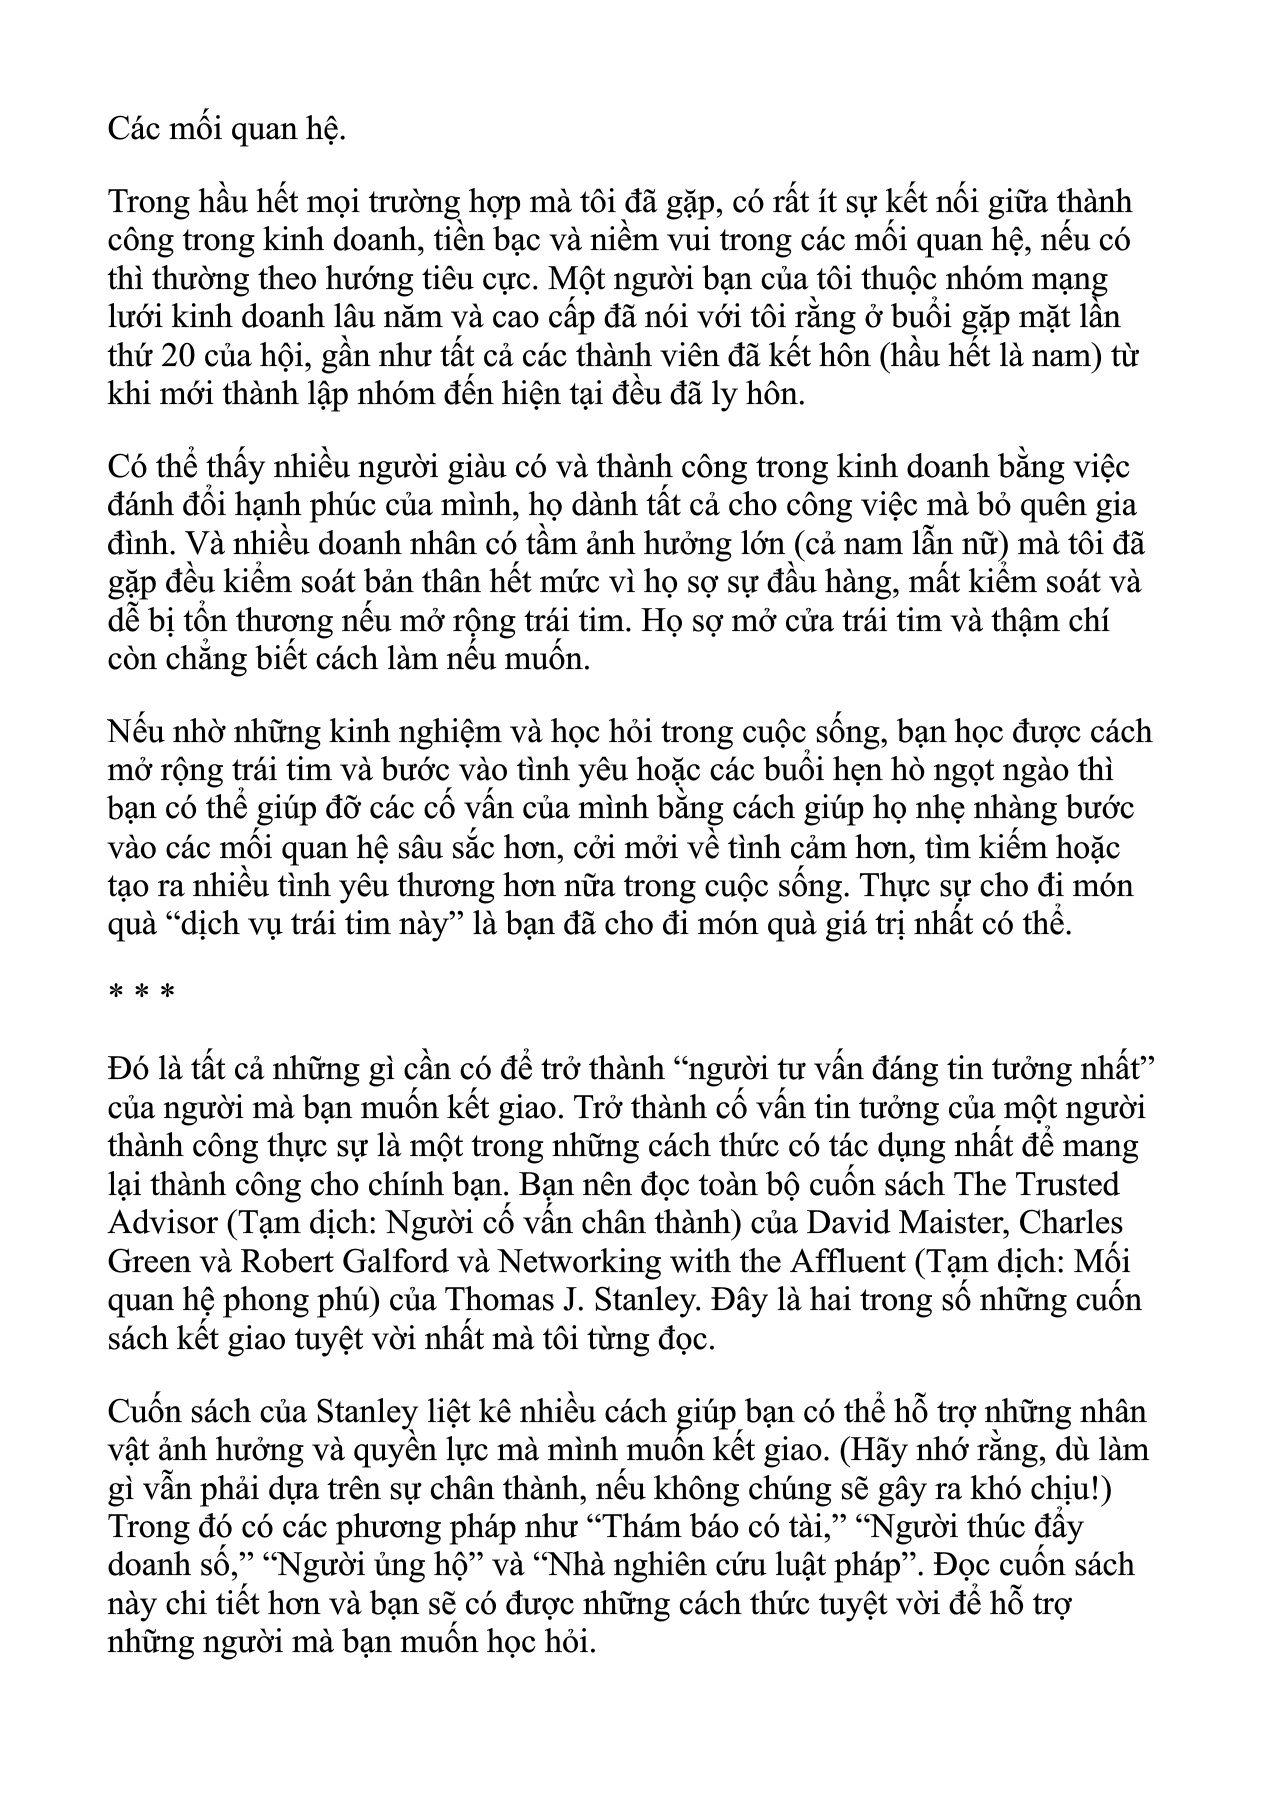 Các mối quan hệ.
Trong hầu hết mọi trường hợp mà tôi đã gặp, có rất ít sự kết nối giữa thành
công trong kinh doanh, tiền bạc và niềm vui trong các mối quan hệ, nếu có
thì thường theo hướng tiêu cực. Một người bạn của tôi thuộc nhóm mạng
lưới kinh doanh lâu năm và cao cấp đã nói với tôi rằng ở buổi gặp mặt lần
thứ 20 của hội, gần như tất cả các thành viên đã kết hôn (hầu hết là nam) từ
khi mới thành lập nhóm đến hiện tại đều đã ly hôn.
Có thể thấy nhiều người giàu có và thành công trong kinh doanh bằng việc
đánh đổi hạnh phúc của mình, họ dành tất cả cho công việc mà bỏ quên gia
đình. Và nhiều doanh nhân có tầm ảnh hưởng lớn (cả nam lẫn nữ) mà tôi đã
gặp đều kiểm soát bản thân hết mức vì họ sợ sự đầu hàng, mất kiểm soát và
dễ bị tổn thương nếu mở rộng trái tim. Họ sợ mở cửa trái tim và thậm chí
còn chẳng biết cách làm nếu muốn.
Nếu nhờ những kinh nghiệm và học hỏi trong cuộc sống, bạn học được cách
mở rộng trái tim và bước vào tình yêu hoặc các buổi hẹn hò ngọt ngào thì
bạn có thể giúp đỡ các cố vấn của mình bằng cách giúp họ nhẹ nhàng bước
vào các mối quan hệ sâu sắc hơn, cởi mởi về tình cảm hơn, tìm kiếm hoặc
tạo ra nhiều tình yêu thương hơn nữa trong cuộc sống. Thực sự cho đi món
quà “dịch vụ trái tim này” là bạn đã cho đi món quà giá trị nhất có thể.
* * *
Đó là tất cả những gì cần có để trở thành “người tư vấn đáng tin tưởng nhất”
của người mà bạn muốn kết giao. Trở thành cố vấn tin tưởng của một người
thành công thực sự là một trong những cách thức có tác dụng nhất để mang
lại thành công cho chính bạn. Bạn nên đọc toàn bộ cuốn sách The Trusted
Advisor (Tạm dịch: Người cố vấn chân thành) của David Maister, Charles
Green và Robert Galford và Networking with the Affluent (Tạm dịch: Mối
quan hệ phong phú) của Thomas J. Stanley. Đây là hai trong số những cuốn
sách kết giao tuyệt vời nhất mà tôi từng đọc.
Cuốn sách của Stanley liệt kê nhiều cách giúp bạn có thể hỗ trợ những nhân
vật ảnh hưởng và quyền lực mà mình muốn kết giao. (Hãy nhớ rằng, dù làm
gì vẫn phải dựa trên sự chân thành, nếu không chúng sẽ gây ra khó chịu!)
Trong đó có các phương pháp như “Thám báo có tài,” “Người thúc đẩy
doanh số,” “Người ủng hộ” và “Nhà nghiên cứu luật pháp”. Đọc cuốn sách
này chi tiết hơn và bạn sẽ có được những cách thức tuyệt vời để hỗ trợ
những người mà bạn muốn học hỏi.